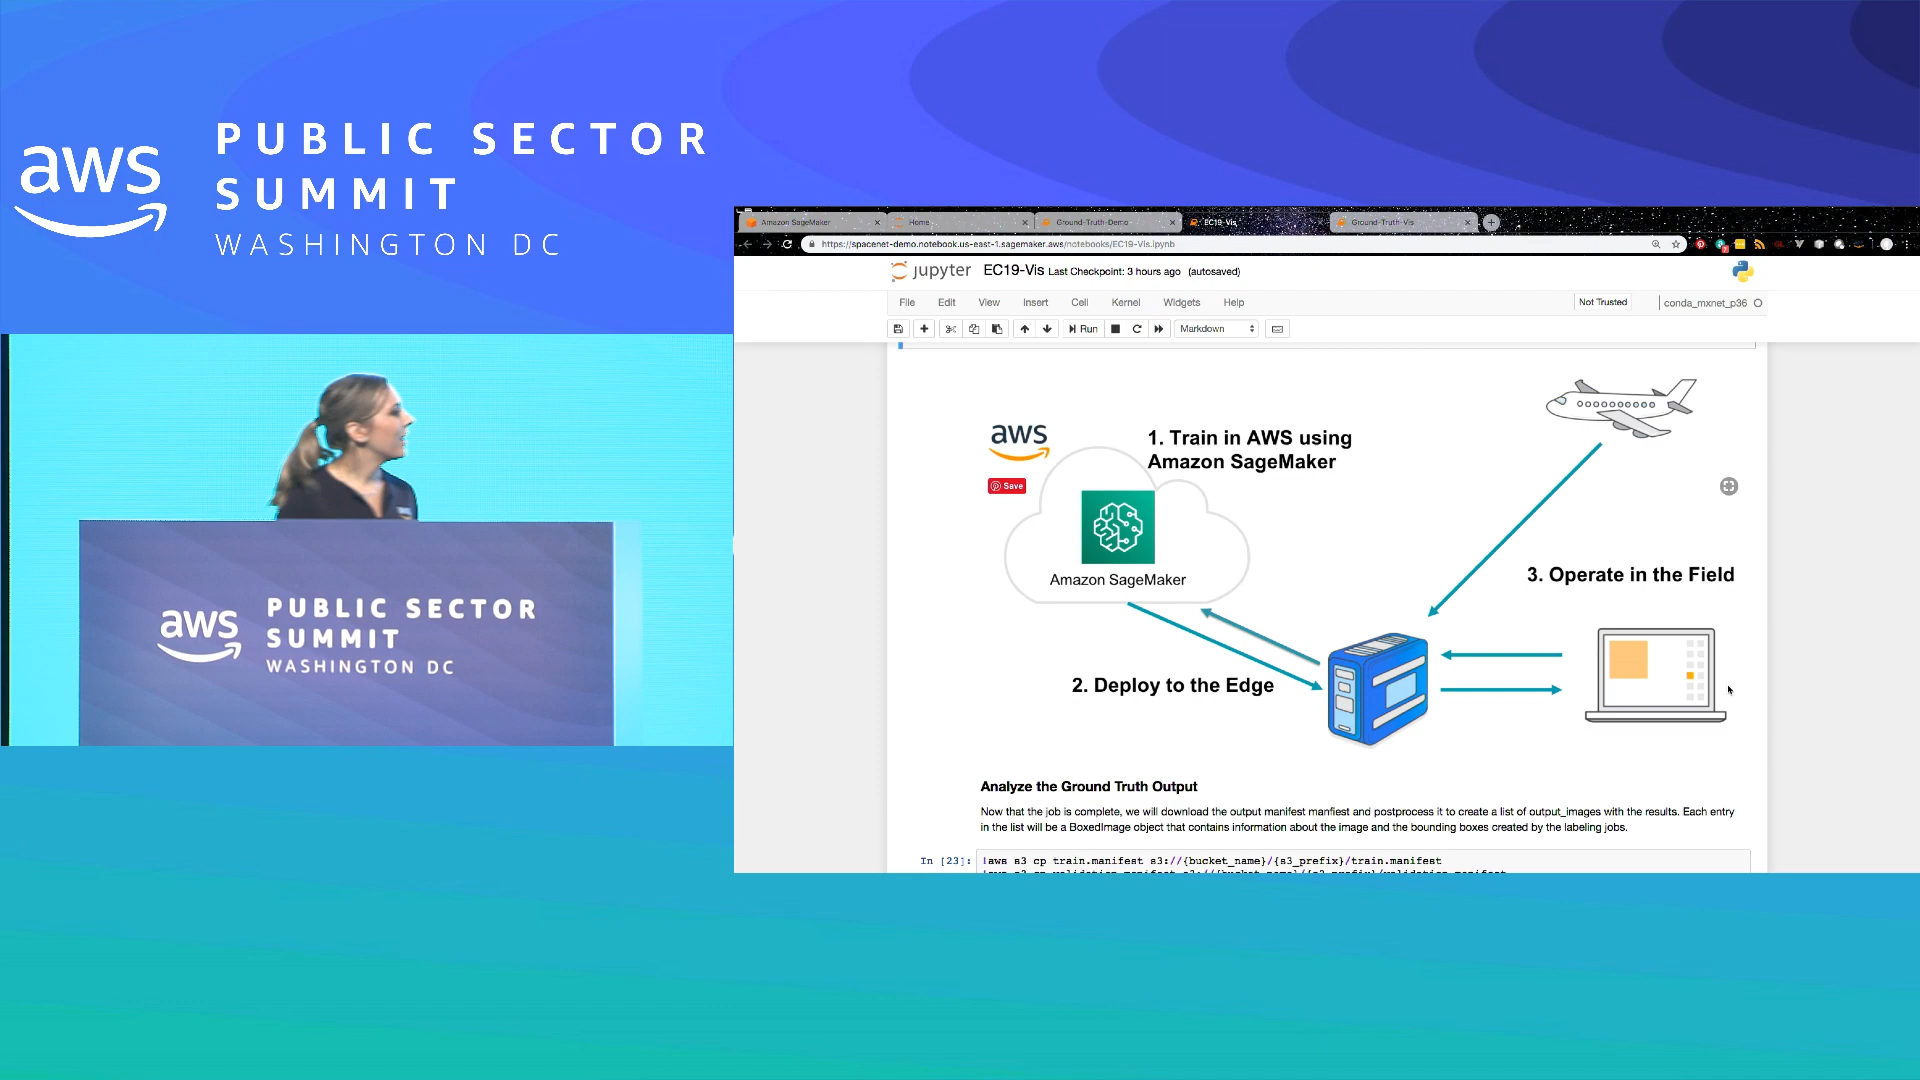 aws
PUBLIC SECTOR
SUMMIT
WASHINGTON DC
aws
PUBLIC SECTOR
SUMMIT
WASHINGTON DC
Amazon SageMaker
Home
Ground-Truth-Demo
EC19-Vis
Ground-Truth-Vis
https://spacenet-demo.notebook.us-east-1.sagemaker.aws/notebooks/EC19-Vis.ipynb
jupyter EC19-Vis Last Checkpoint: 3 hours ago (autosaved)
File Edit View Insert Cell Kernel Widgets Help
Not Trusted
conda_mxnet_p36
Run
Markdown
aws
Save
1. Train in AWS using
Amazon SageMaker
Amazon SageMaker
3. Operate in the Field
2. Deploy to the Edge
Analyze the Ground Truth Output
Now that the job is complete, we will download the output manifest manfiest and postprocess it to create a list of output_images with the results. Each entry
in the list will be a BoxedImage object that contains information about the image and the bounding boxes created by the labeling jobs.
In [23]: !aws s3 cp train.manifest s3://{bucket_name}/{s3_prefix}/train.manifest